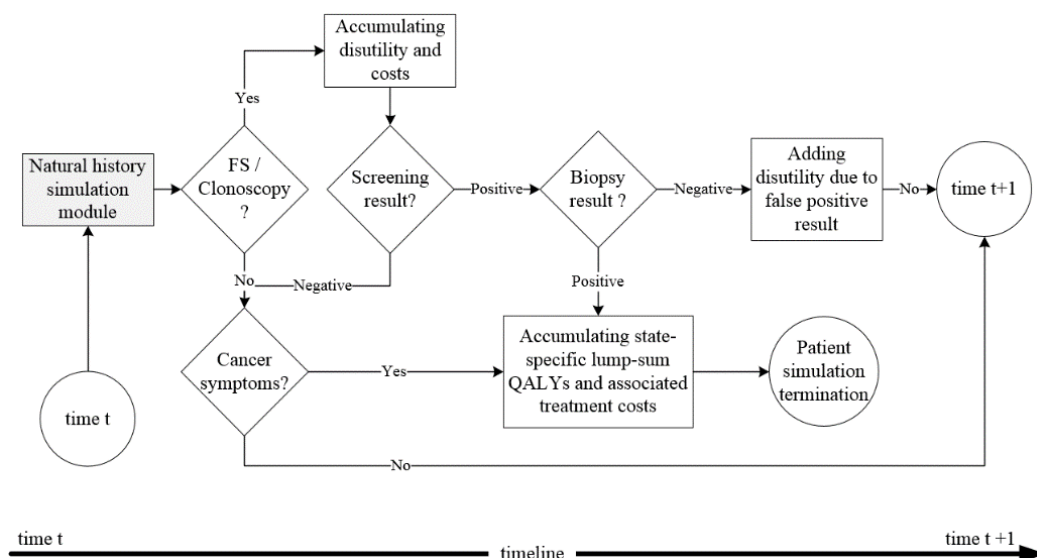 Accumulating
disutility and
costs
Yes
Natural history
simulation
module
FS /
Clonoscopy
?
Screening
result?
Positive
Biopsy
result ?
Negative
Adding
disutility due to
false positive
result
No
time t+1
No
Negative
Positive
time t
Cancer
symptoms?
Yes
Accumulating state-
specific lump-sum
QALYs and associated
treatment costs
Patient
simulation
termination
No
time t
timeline
time t +1